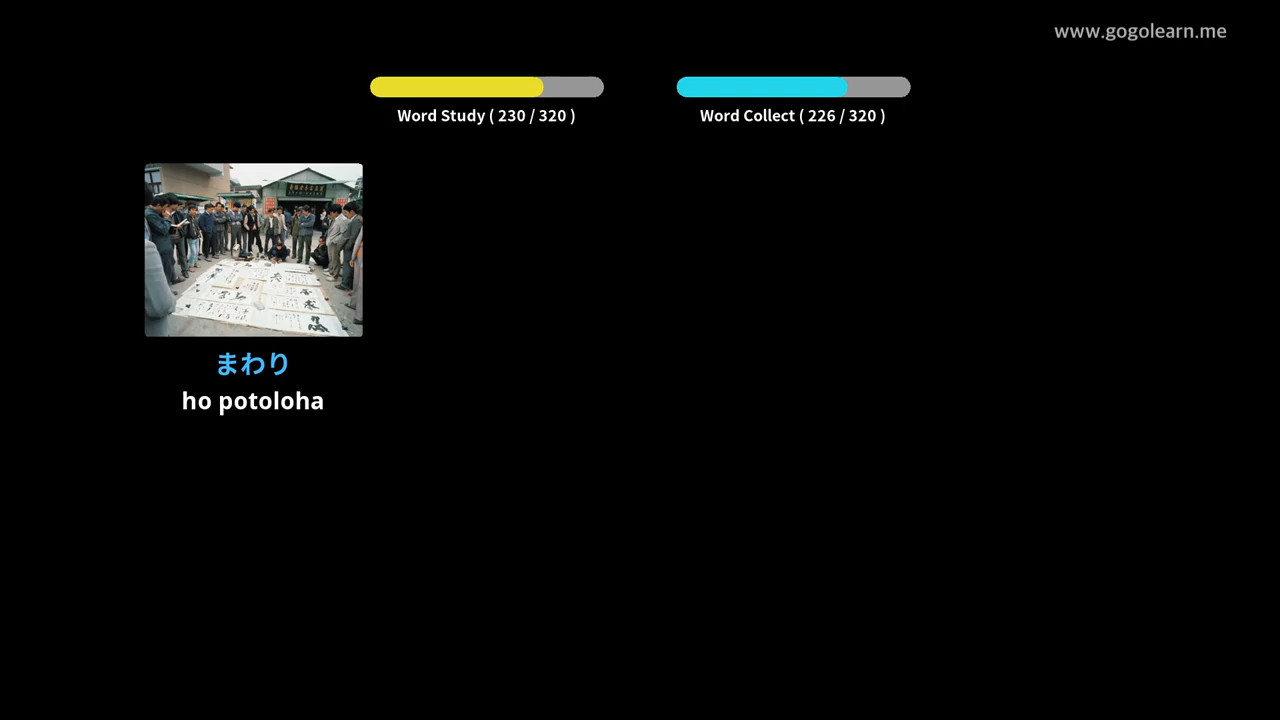 www.gogolearn.me
Word Study ( 230 / 320 )
Word Collect ( 226 / 320 )
まわり
ho potoloha